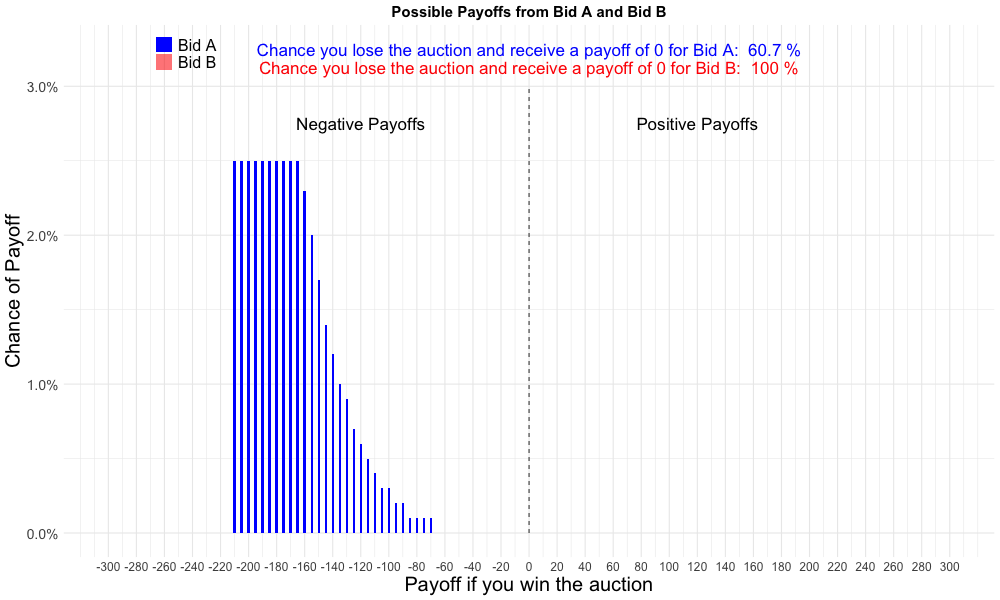 Possible Payoffs from Bid A and Bid B
Bid A
Bid B
Chance you lose the auction and receive a payoff of 0 for Bid A:  60.7 %
Chance you lose the auction and receive a payoff of 0 for Bid B:  100 %
Negative Payoffs
Positive Payoffs
Chance of Payoff
3.0%
2.0%
1.0%
0.0%
-300 -280 -260 -240 -220 -200 -180 -160 -140 -120 -100 -80 -60 -40 -20 0 20 40 60 80 100 120 140 160 180 200 220 240 260 280 300
Payoff if you win the auction